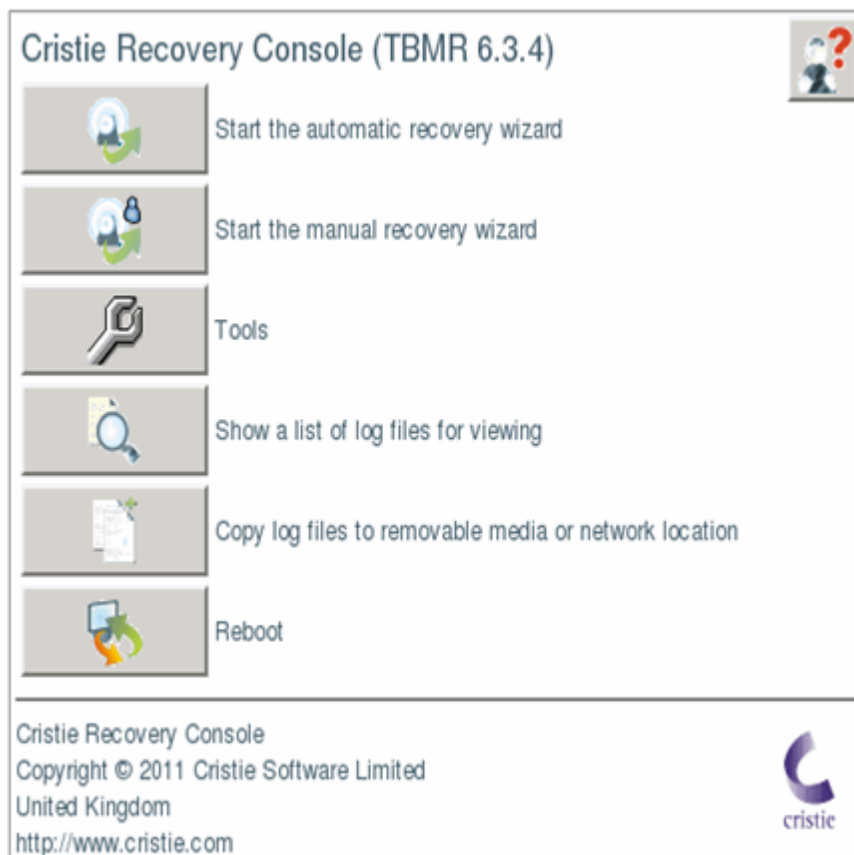 Cristie Recovery Console (TBMR 6.3.4)
?
Start the automatic recovery wizard
Start the manual recovery wizard
Tools
Show a list of log files for viewing
Copy log files to removable media or network location
Reboot
Cristie Recovery Console
Copyright © 2011 Cristie Software Limited
United Kingdom
http://www.cristie.com
cristie